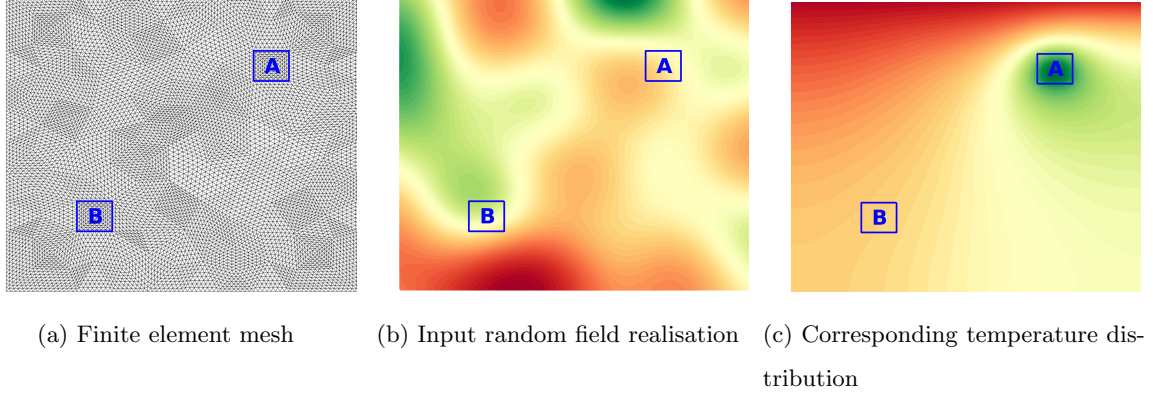 A
B
A
B
A
B
(a) Finite element mesh
(b) Input random field realisation
(c) Corresponding temperature dis-
tribution